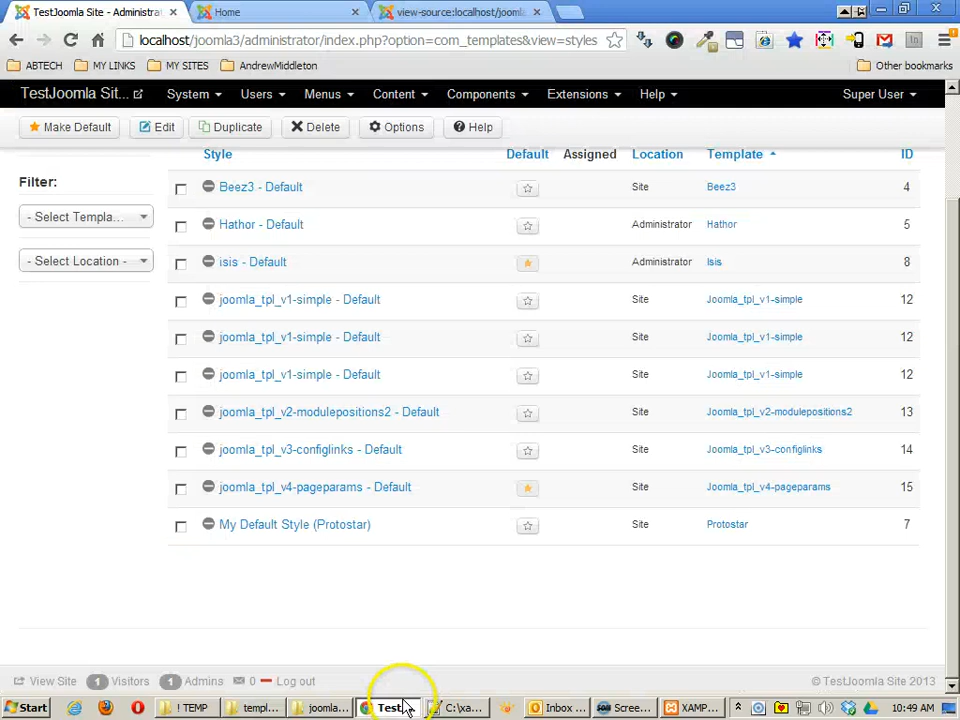 TestJoomla Site - Administra
Home
view-source:localhost/jooml
localhost/joomla3/administrator/index.php?option=com_templates&view=styles
ABTECH
MY LINKS
MY SITES
AndrewMiddleton
Other bookmarks
TestJoomla Sit...
System
Users
Menus
Content
Components
Extensions
Help
Super User
Make Default
Edit
Duplicate
Delete
Options
Help
Style
Default
Assigned
Location
Template
ID
Filter:
- Select Templa...
- Select Location -
Beez3 - Default Site Beez3 4
Hathor - Default Administrator Hathor 5
isis - Default Administrator Isis 8
joomla_tpl_v1-simple - Default Site Joomla_tpl_v1-simple 12
joomla_tpl_v1-simple - Default Site Joomla_tpl_v1-simple 12
joomla_tpl_v1-simple - Default Site Joomla_tpl_v1-simple 12
joomla_tpl_v2-modulepositions2 - Default Site Joomla_tpl_v2-modulepositions2 13
joomla_tpl_v3-configlinks - Default Site Joomla_tpl_v3-configlinks 14
joomla_tpl_v4-pageparams - Default Site Joomla_tpl_v4-pageparams 15
My Default Style (Protostar) Site Protostar 7
View Site
1 Visitors
1 Admins
0
Log out
© TestJoomla Site 2013
Start
! TEMP
templ...
joomla...
Test
C:\xa...
Inbox ...
Scree...
XAMP...
10:49 AM